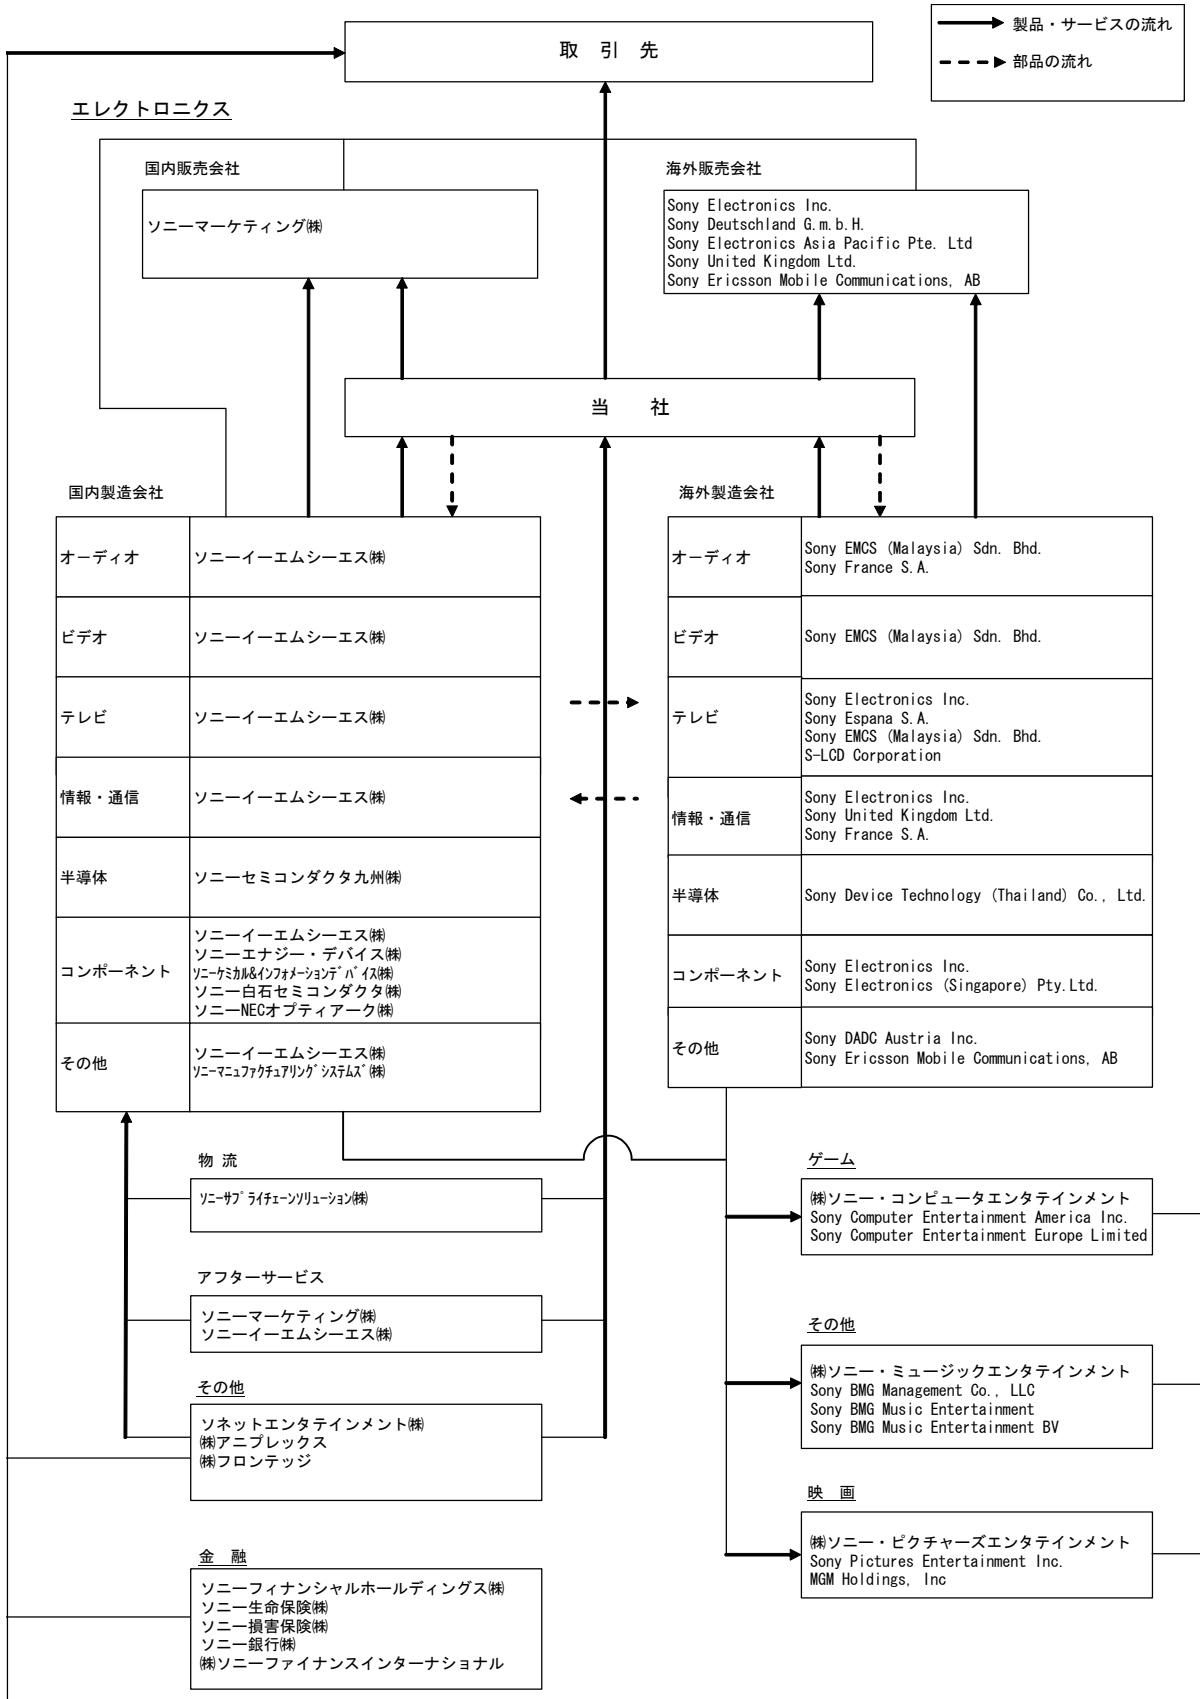 製品・サービスの流れ
部品の流れ
取 引 先
エレクトロニクス
国内販売会社
ソニーマーケティング㈱
海外販売会社
Sony Electronics Inc.
Sony Deutschland G.m.b.H.
Sony Electronics Asia Pacific Pte. Ltd
Sony United Kingdom Ltd.
Sony Ericsson Mobile Communications, AB
当 社
国内製造会社
オーディオ
ソニーイーエムシーエス㈱
ビデオ
ソニーイーエムシーエス㈱
テレビ
ソニーイーエムシーエス㈱
情報・通信
ソニーイーエムシーエス㈱
半導体
ソニーセミコンダクタ九州㈱
コンポーネント
ソニーイーエムシーエス㈱
ソニーエナジー・デバイス㈱
ソニーケミカル&インフォメーションデバイス㈱
ソニー白石セミコンダクタ㈱
ソニーNECオプティアーク㈱
その他
ソニーイーエムシーエス㈱
ソニーマニュファクチュアリングシステムズ㈱
海外製造会社
オーディオ
Sony EMCS (Malaysia) Sdn. Bhd.
Sony France S.A.
ビデオ
Sony EMCS (Malaysia) Sdn. Bhd.
テレビ
Sony Electronics Inc.
Sony Espana S.A.
Sony EMCS (Malaysia) Sdn. Bhd.
S-LCD Corporation
情報・通信
Sony Electronics Inc.
Sony United Kingdom Ltd.
Sony France S.A.
半導体
Sony Device Technology (Thailand) Co., Ltd.
コンポーネント
Sony Electronics Inc.
Sony Electronics (Singapore) Pty.Ltd.
その他
Sony DADC Austria Inc.
Sony Ericsson Mobile Communications, AB
物 流
ソニーサプライチェーンソリューション㈱
アフターサービス
ソニーマーケティング㈱
ソニーイーエムシーエス㈱
その他
ソネットエンタテインメント㈱
㈱アニプレックス
㈱フロンテッジ
金 融
ソニーフィナンシャルホールディングス㈱
ソニー生命保険㈱
ソニー損害保険㈱
ソニー銀行㈱
㈱ソニーファイナンスインターナショナル
ゲーム
㈱ソニー・コンピュータエンタテインメント
Sony Computer Entertainment America Inc.
Sony Computer Entertainment Europe Limited
その他
㈱ソニー・ミュージックエンタテインメント
Sony BMG Management Co., LLC
Sony BMG Music Entertainment
Sony BMG Music Entertainment BV
映 画
㈱ソニー・ピクチャーズエンタテインメント
Sony Pictures Entertainment Inc.
MGM Holdings, Inc